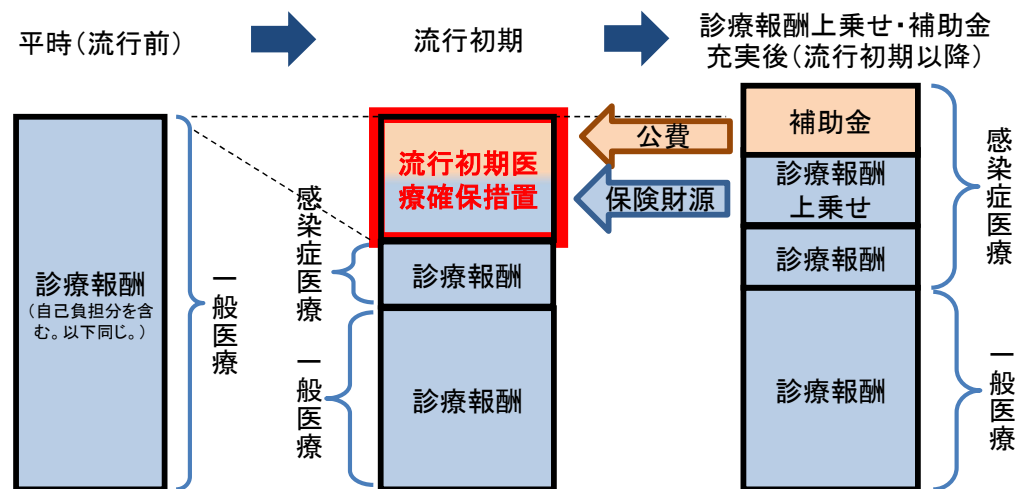 平時(流行前)
流行初期
診療報酬上乗せ・補助金
充実後(流行初期以降)
診療報酬
(自己負担分を含
む。以下同じ。)
一般医療
流行初期医
療確保措置
診療報酬
診療報酬
感染症医療
一般医療
公費
保険財源
補助金
診療報酬
上乗せ
診療報酬
診療報酬
感染症医療
一般医療